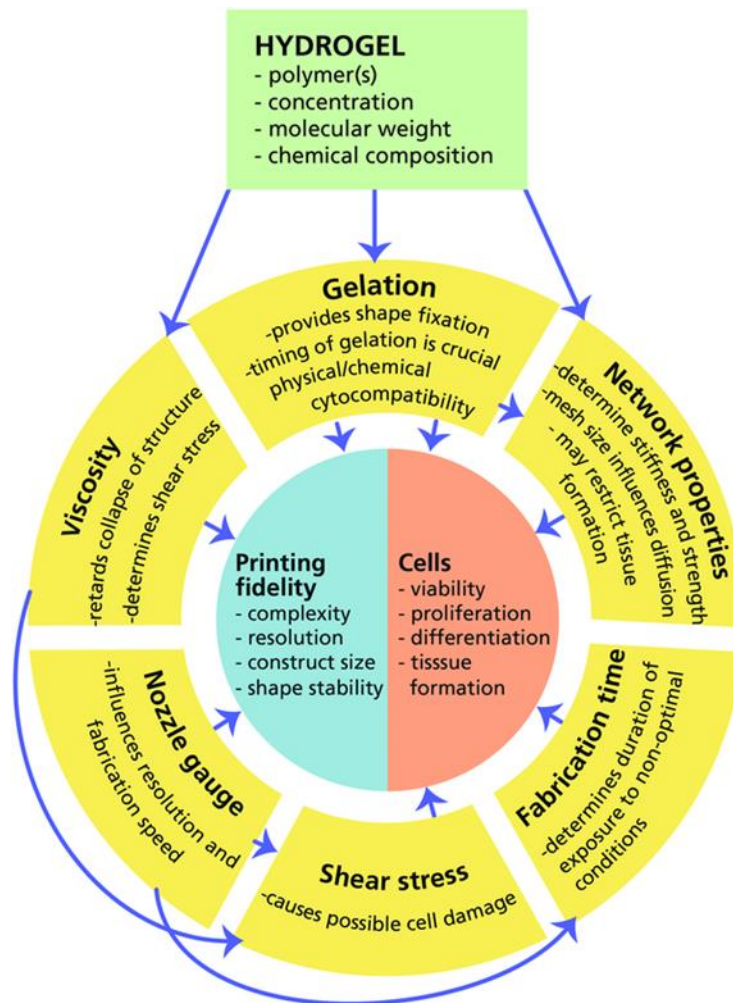 HYDROGEL
- polymer(s)
- concentration
- molecular weight
- chemical composition
Gelation
-provides shape fixation
-timing of gelation is crucial
physical/chemical
cytocompatibility
Viscosity
-retards collapse of structure
-determines shear stress
Network properties
-determine stiffness and strength
-mesh size influences diffusion
- may restrict tissue
formation
Printing
fidelity
- complexity
- resolution
- construct size
- shape stability
Cells
- viability
- proliferation
- differentiation
- tisssue
formation
Nozzle gauge
-influences resolution and
fabrication speed
Shear stress
-causes possible cell damage
Fabrication time
-determines duration of
exposure to non-optimal
conditions